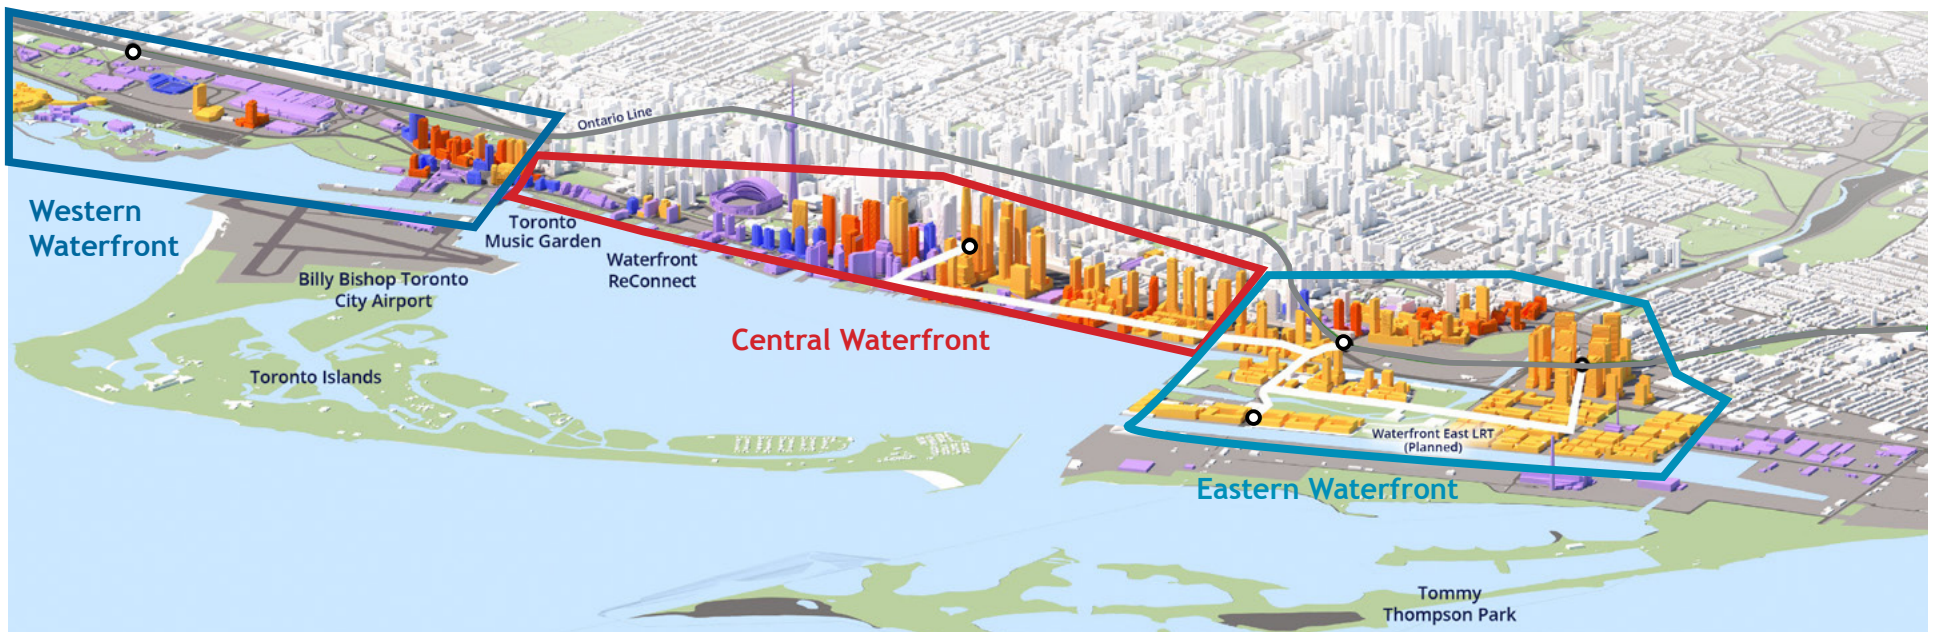 Ontario Line
Western
Waterfront
Toronto
Music Garden
Waterfront
ReConnect
Billy Bishop Toronto
City Airport
Central Waterfront
Toronto Islands
Waterfront East LRT
(Planned)
Eastern Waterfront
Tommy
Thompson Park